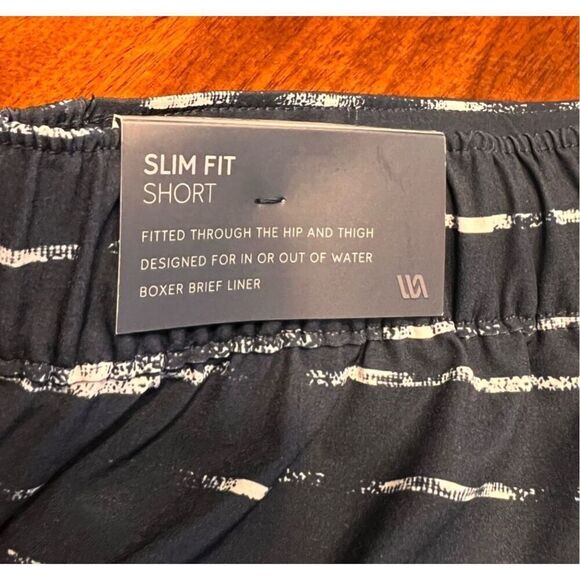 SLIM FIT
SHORT
FITTED THROUGH THE HIP AND THIGH
DESIGNED FOR IN OR OUT OF WATER
BOXER BRIEF LINER